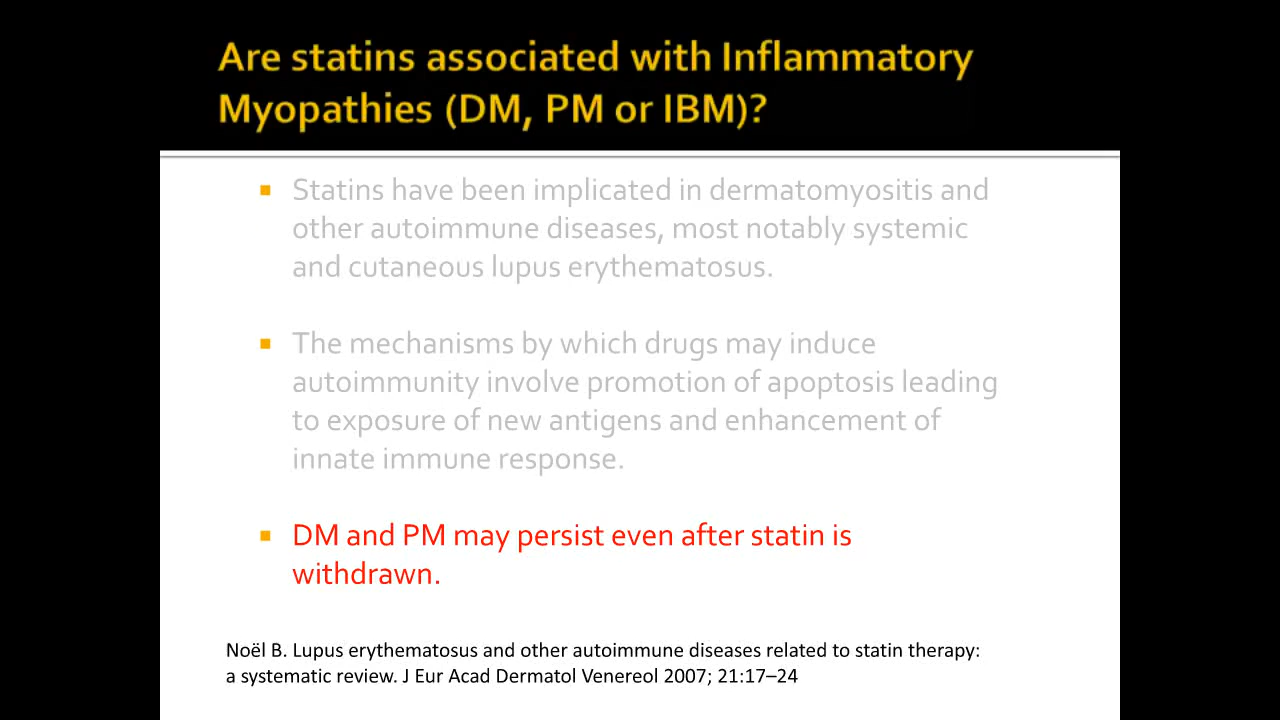 Are statins associated with Inflammatory
Myopathies (DM, PM or IBM)?
Statins have been implicated in dermatomyositis and
other autoimmune diseases, most notably systemic
and cutaneous lupus erythematosus.
The mechanisms by which drugs may induce
autoimmunity involve promotion of apoptosis leading
to exposure of new antigens and enhancement of
innate immune response.
DM and PM may persist even after statin is
withdrawn.
Noël B. Lupus erythematosus and other autoimmune diseases related to statin therapy:
a systematic review. J Eur Acad Dermatol Venereol 2007; 21:17–24